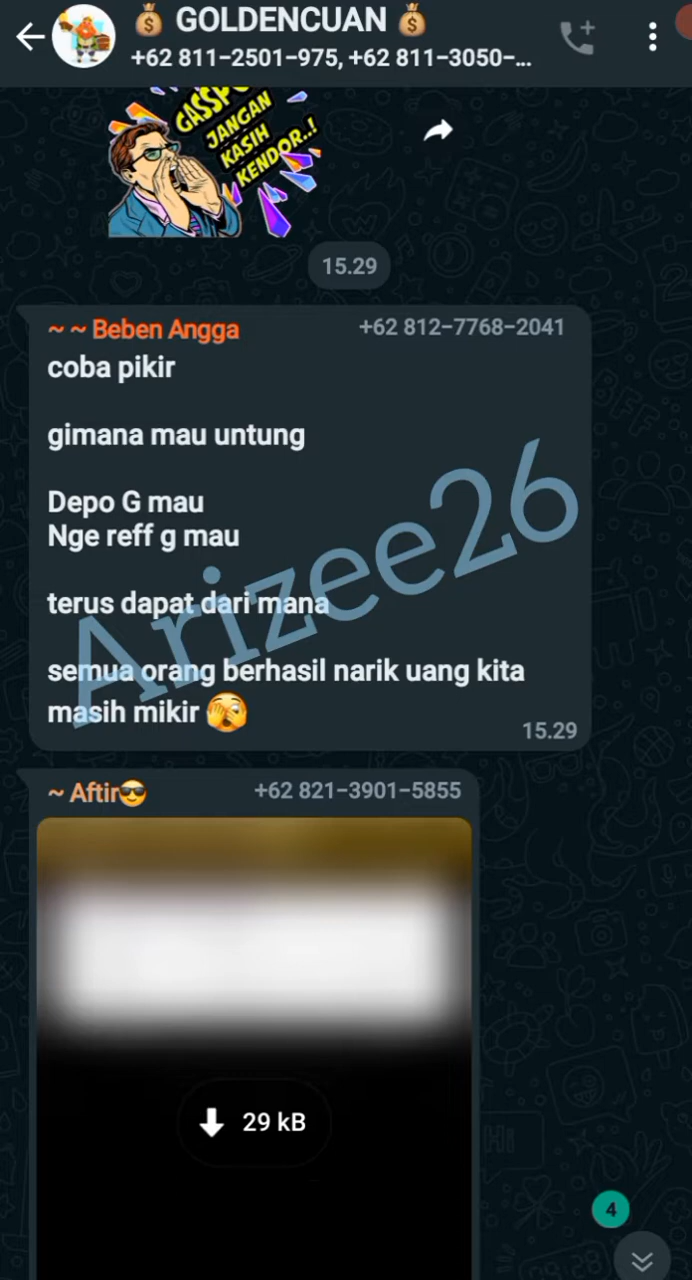 💰 GOLDENCUAN 💰
+62 811-2501-975, +62 811-3050-...
JANGAN
KASIH
KENDOR..!
15.29
~ ~ Beben Angga +62 812-7768-2041
coba pikir
gimana mau untung
Depo G mau
Nge reff g mau
terus dapat dari mana
semua orang berhasil narik uang kita
masih mikir 🫣
15.29
Arizee26
~ Aftir😎 +62 821-3901-5855
29 kB
4